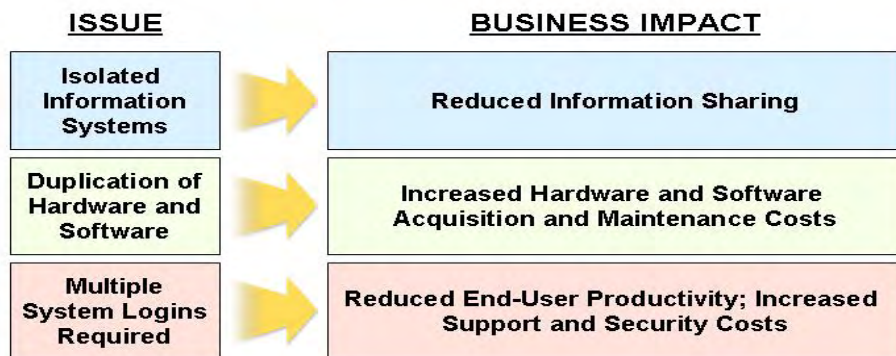 ISSUE
BUSINESS IMPACT
Isolated
Information
Systems
Reduced Information Sharing
Duplication of
Hardware and
Software
Increased Hardware and Software
Acquisition and Maintenance Costs
Multiple
System Logins
Required
Reduced End-User Productivity; Increased
Support and Security Costs